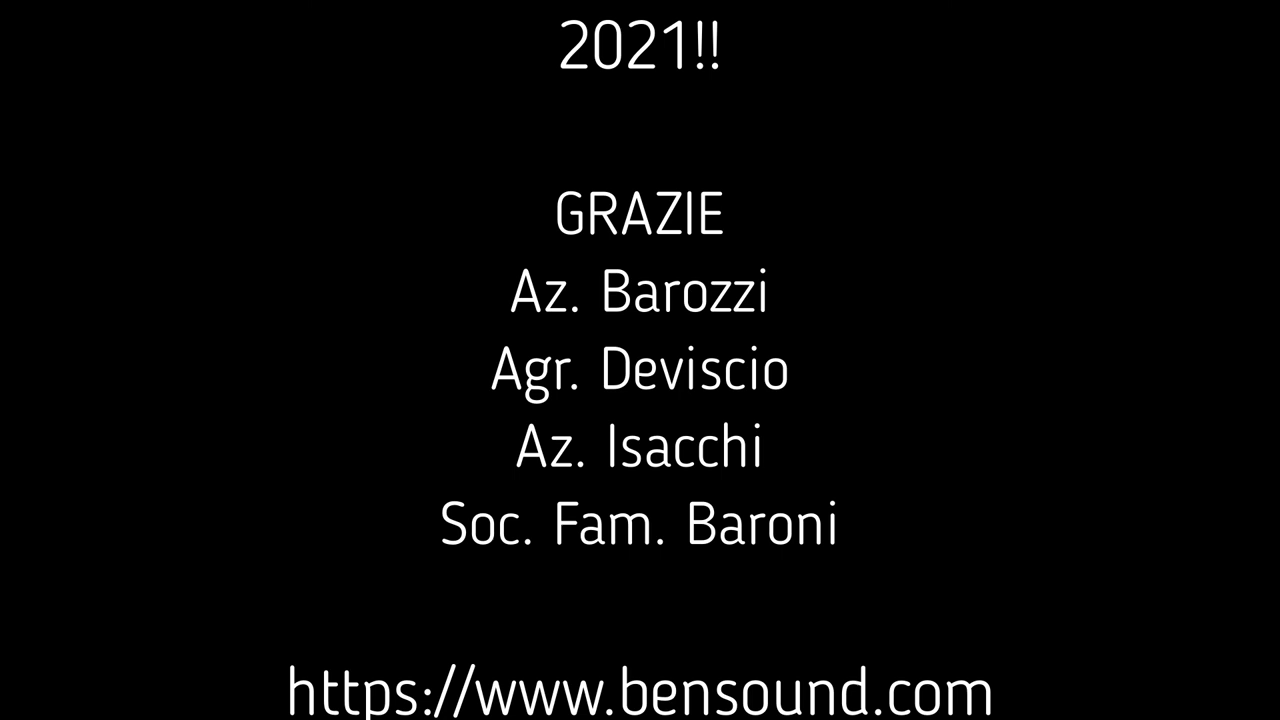 2021!!
GRAZIE
Az. Barozzi
Agr. Deviscio
Az. Isacchi
Soc. Fam. Baroni
https://www.bensound.com